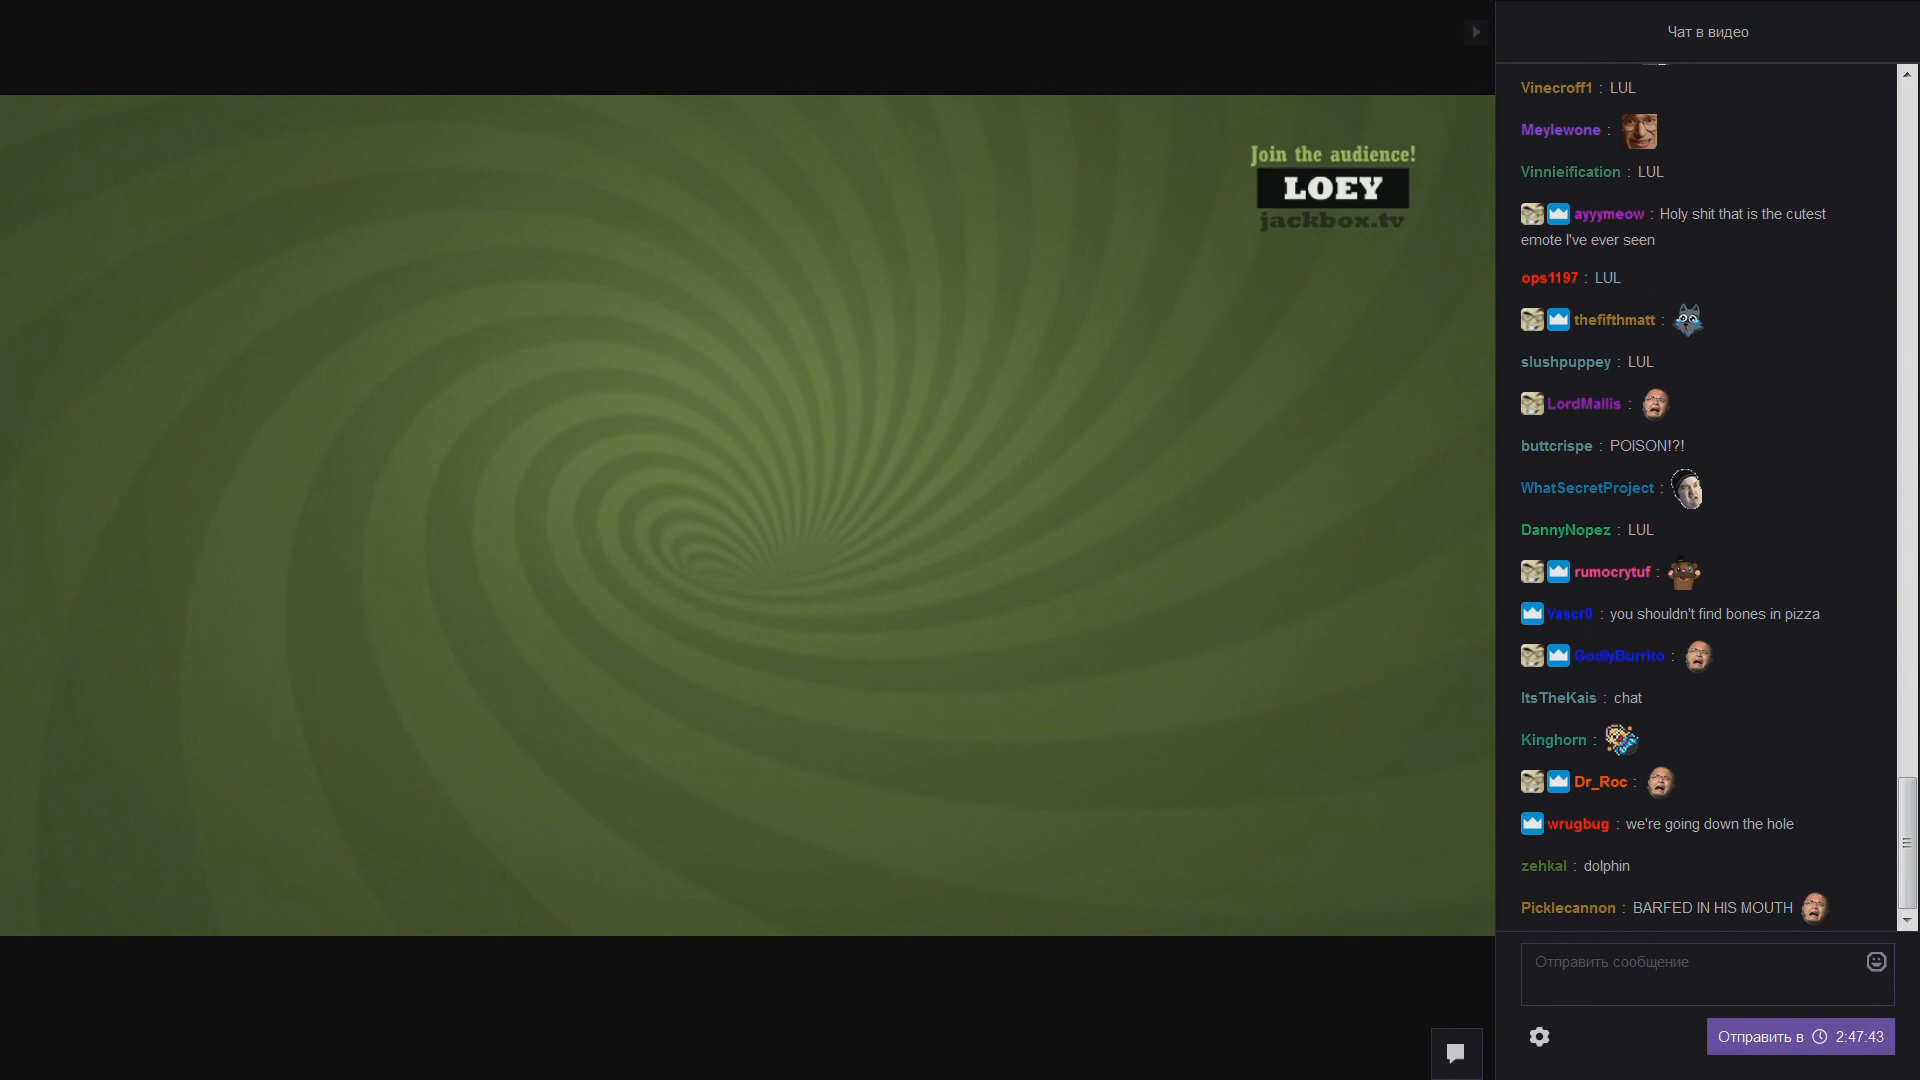 Join the audience!
LOEY
jackbox.tv
Чат в видео
Vinecroff1 : LUL
Meylewone :
Vinnieification : LUL
ayyymeow : Holy shit that is the cutest
emote I've ever seen
ops1197 : LUL
thefifthmatt :
slushpuppey : LUL
LordMallis :
buttcrispe : POISON!?!
WhatSecretProject :
DannyNopez : LUL
rumocrytuf :
Vascr0 : you shouldn't find bones in pizza
GodlyBurrito :
ItsTheKais : chat
Kinghorn :
Dr_Roc :
wrugbug : we're going down the hole
zehkal : dolphin
Picklecannon : BARFED IN HIS MOUTH
Отправить сообщение
Отправить в 2:47:43